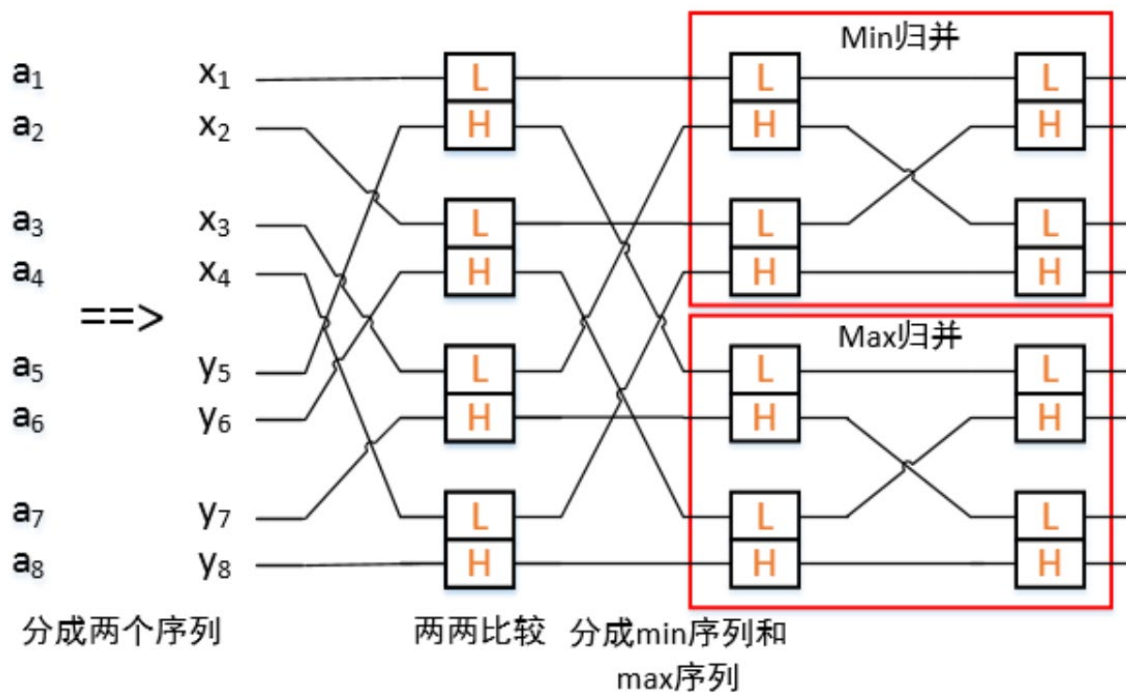 Min归并
a₁ x₁ L L L
a₂ x₂ H H H
a₃ x₃ L L L
a₄ x₄ H H H
==>
Max归并
a₅ y₅ L L L
a₆ y₆ H H H
a₇ y₇ L L L
a₈ y₈ H H H
分成两个序列 两两比较 分成min序列和
max序列